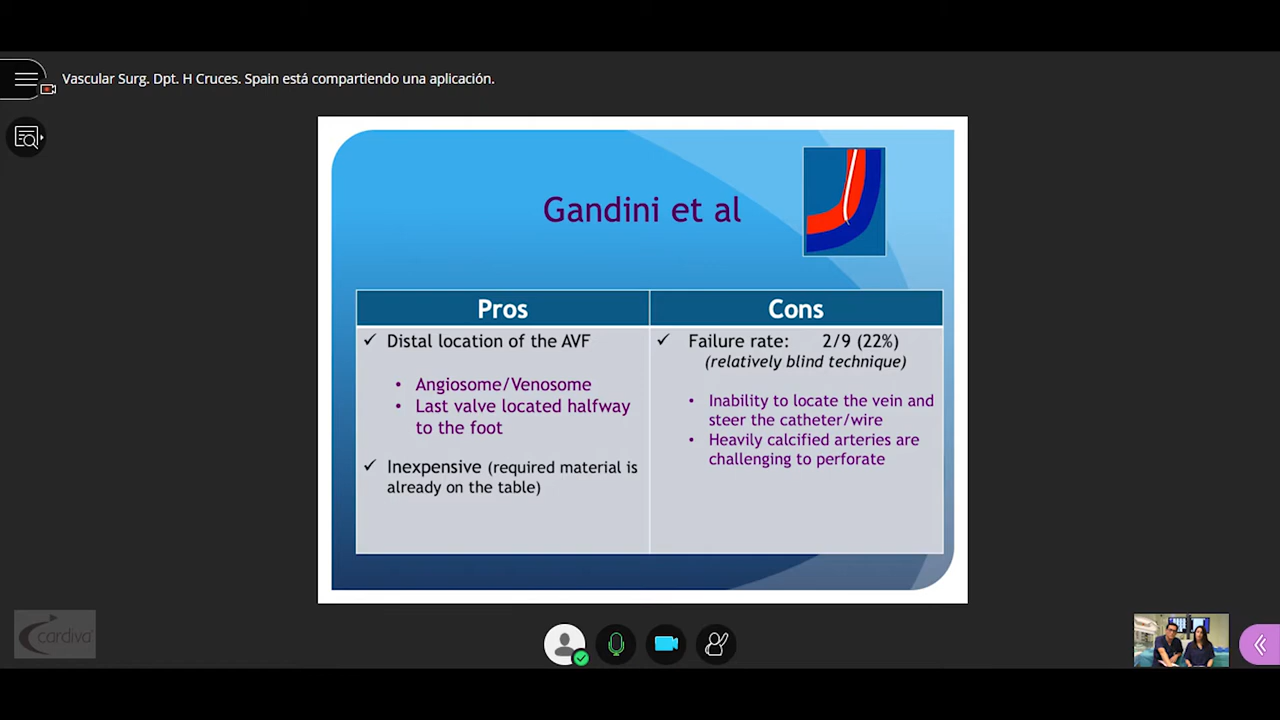 Vascular Surg. Dpt. H Cruces. Spain está compartiendo una aplicación.
Gandini et al
Pros
Cons
✓ Distal location of the AVF
• Angiosome/Venosome
• Last valve located halfway
to the foot
✓ Inexpensive (required material is
already on the table)
✓ Failure rate: 2/9 (22%)
(relatively blind technique)
• Inability to locate the vein and
steer the catheter/wire
• Heavily calcified arteries are
challenging to perforate
cardiva